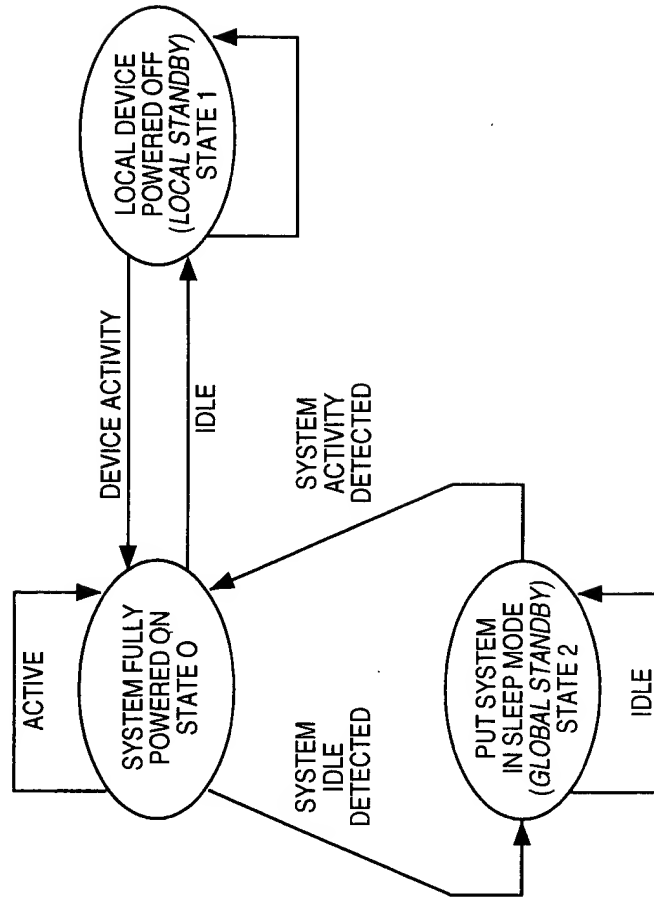 ACTIVE
SYSTEM FULLY
POWERED ON
STATE O
DEVICE ACTIVITY
IDLE
LOCAL DEVICE
POWERED OFF
(LOCAL STANDBY)
STATE 1
SYSTEM
IDLE
DETECTED
SYSTEM
ACTIVITY
DETECTED
PUT SYSTEM
IN SLEEP MODE
(GLOBAL STANDBY)
STATE 2
IDLE